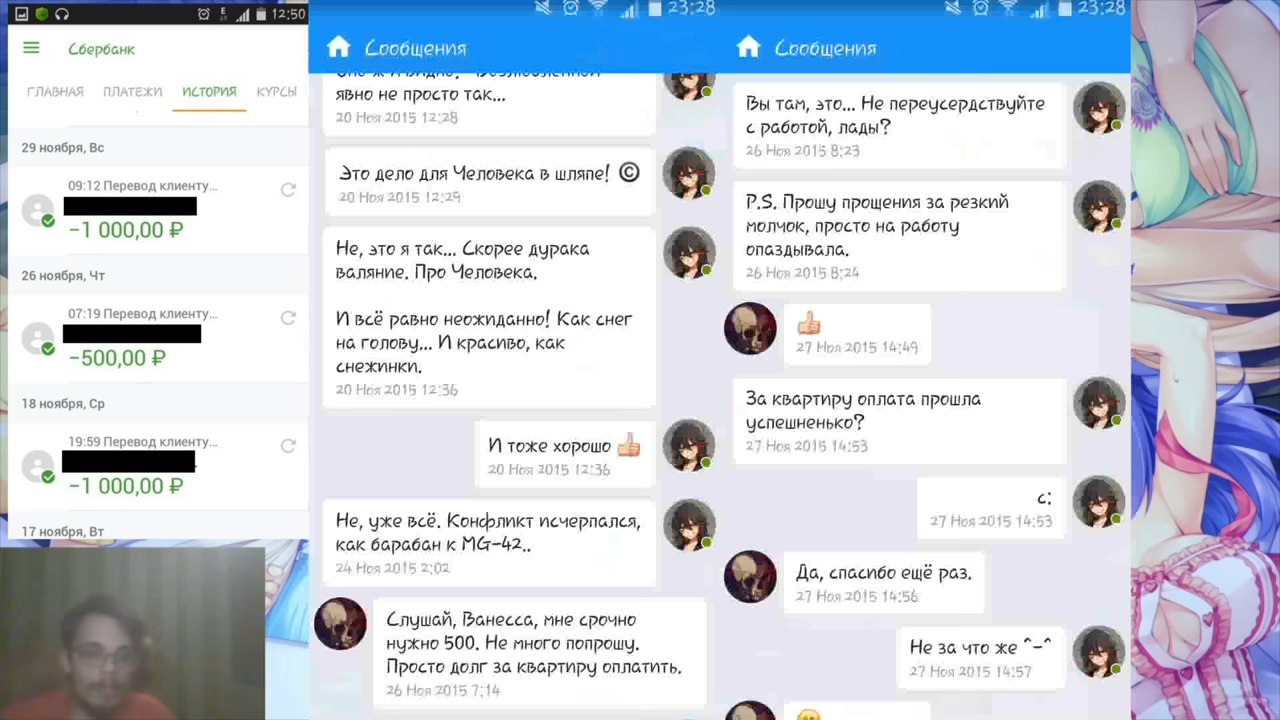 12:50
Сбербанк
ГЛАВНАЯ ПЛАТЕЖИ ИСТОРИЯ КУРСЫ
29 ноября, Вс
09:12 Перевод клиенту...
-1 000,00 ₽
26 ноября, Чт
07:19 Перевод клиенту...
-500,00 ₽
18 ноября, Ср
19:59 Перевод клиенту...
-1 000,00 ₽
17 ноября, Вт
23:28
Сообщения
явно не просто так...
20 Ноя 2015 12:28
Это дело для Человека в шляпе! ©
20 Ноя 2015 12:29
Не, это я так... Скорее дурака
валяние. Про Человека.
И всё равно неожиданно! Как снег
на голову... И красиво, как
снежинки.
20 Ноя 2015 12:36
И тоже хорошо 👍
20 Ноя 2015 12:36
Не, уже всё. Конфликт исчерпался,
как барабан к MG-42..
24 Ноя 2015 2:02
Слушай, Ванесса, мне срочно
нужно 500. Не много попрошу.
Просто долг за квартиру оплатить.
26 Ноя 2015 7:14
23:28
Сообщения
Вы там, это... Не переусердствуйте
с работой, лады?
26 Ноя 2015 8:23
P.S. Прошу прощения за резкий
молчок, просто на работу
опаздывала.
26 Ноя 2015 8:24
👍
27 Ноя 2015 14:49
За квартиру оплата прошла
успешненько?
27 Ноя 2015 14:53
с:
27 Ноя 2015 14:53
Да, спасибо ещё раз.
27 Ноя 2015 14:56
Не за что же ^-^
27 Ноя 2015 14:57